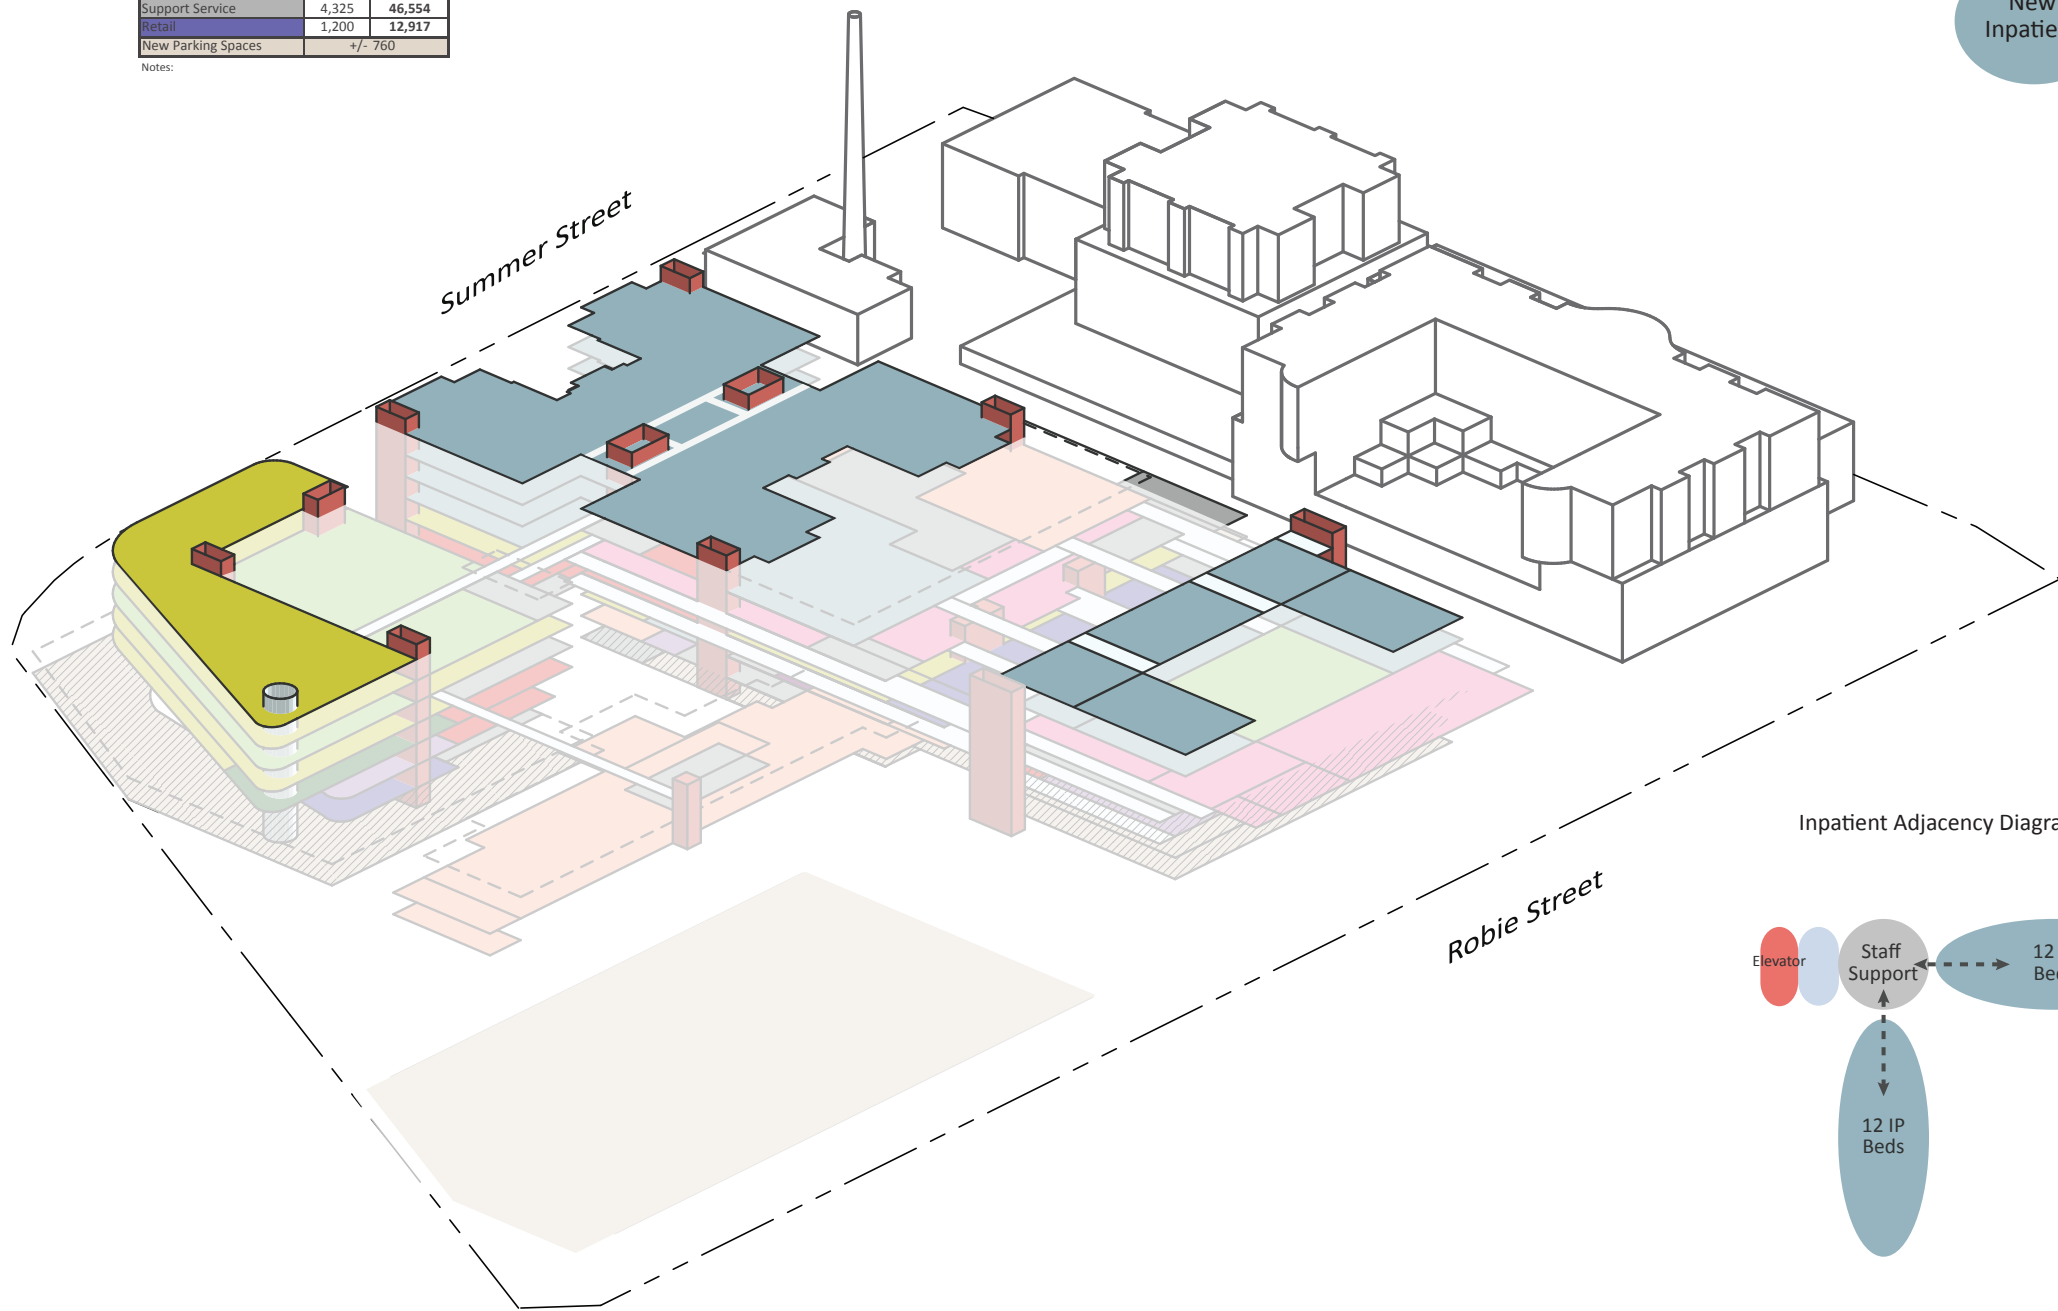 Support Service 4,325 46,554
Retail 1,200 12,917
New Parking Spaces +/- 760
Notes:
New
Inpatie
Summer Street
Robie Street
Inpatient Adjacency Diagra
Elevator
Staff
Support
12
Be
12 IP
Beds